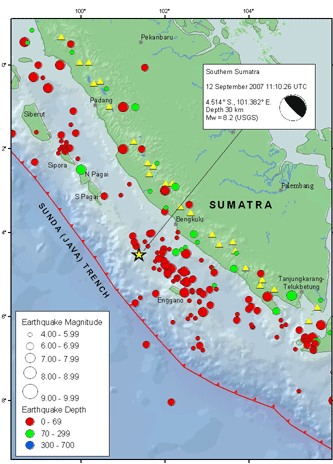 102°
104°
Pekanbaru
0°
Southern Sumatra
12 September 2007 11:10:26 UTC
4.514° S., 101.382° E
Depth 30 km
Mw = 8.2 (USGS)
Padang
Siberut
2°
Sipora
N Pagai
S Pagai
Palembang
SUMATRA
Bengkulu
SUNDA (JAVA) TRENCH
Tanjungkarang-
Telukbetung
Enggano
Earthquake Magnitude
4.00 - 5.99
6.00 - 6.99
7.00 - 7.99
8.00 - 8.99
9.00 - 9.99
Earthquake Depth
0 - 69
70 - 299
300 - 700